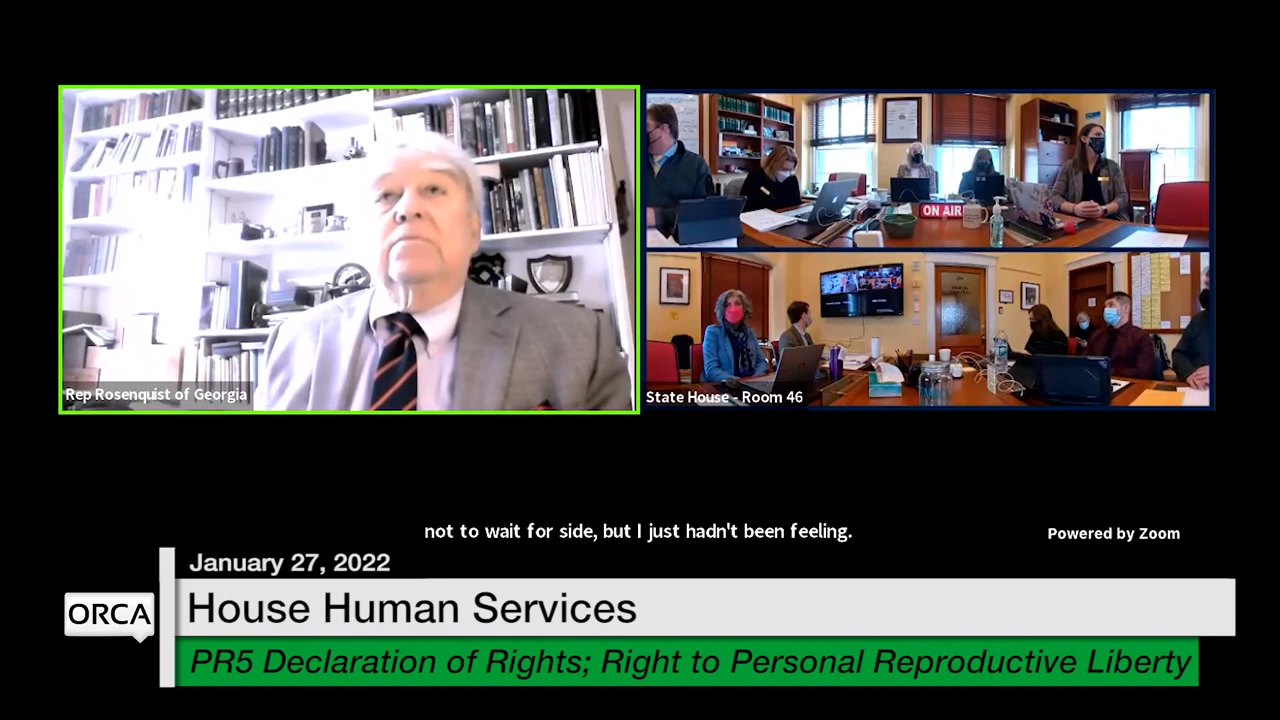 ON AIR
Rep Rosenquist of Georgia
State House - Room 46
not to wait for side, but I just hadn't been feeling.
Powered by Zoom
January 27, 2022
ORCA
House Human Services
PR5 Declaration of Rights; Right to Personal Reproductive Liberty